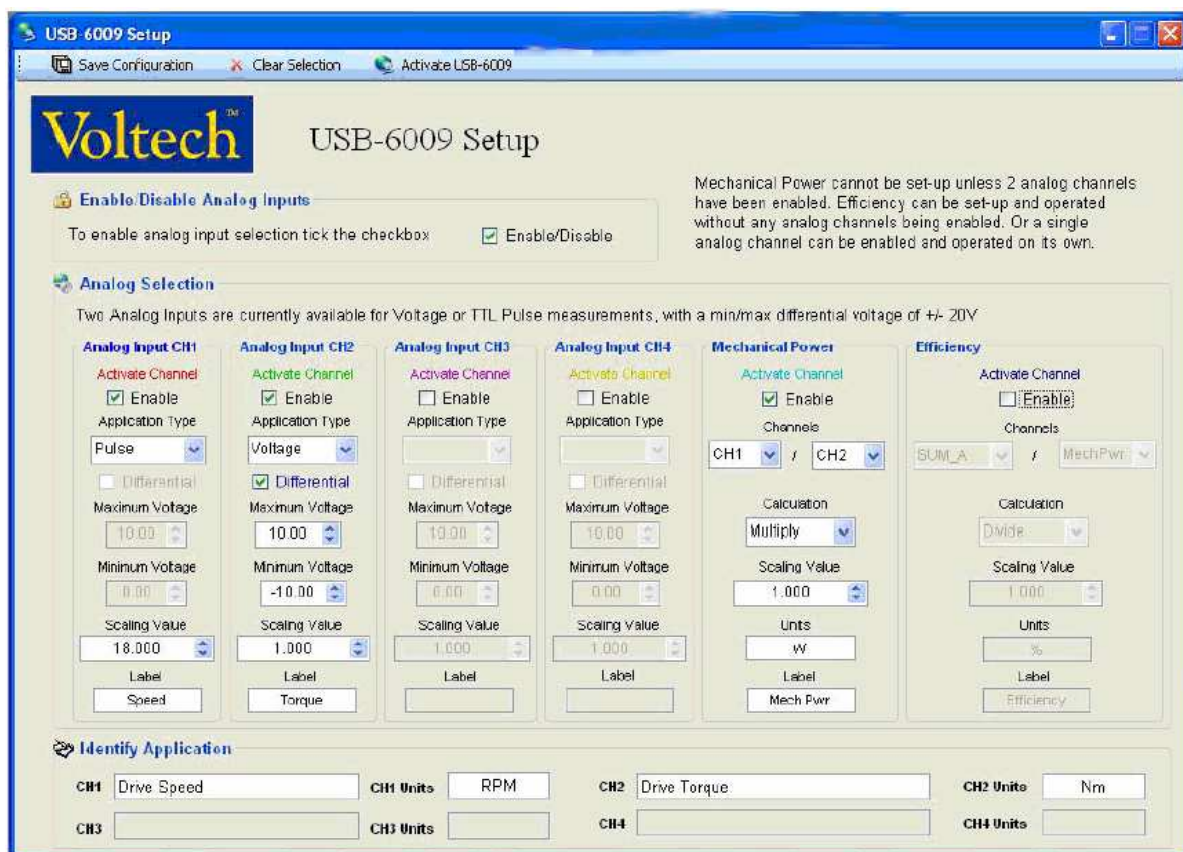 USB-6009 Setup
Save Configuration Clear Selection Activate USB-6009
Voltech™
USB-6009 Setup
Mechanical Power cannot be set-up unless 2 analog channels
have been enabled. Efficiency can be set-up and operated
without any analog channels being enabled. Or a single
analog channel can be enabled and operated on its own.
Enable/Disable Analog Inputs
To enable analog input selection tick the checkbox Enable/Disable
Analog Selection
Two Analog Inputs are currently available for Voltage or TTL Pulse measurements, with a min/max differential voltage of +/- 20V
Analog Input CH1
Activate Channel
Enable
Application Type
Pulse
Differential
Maximum Voltage
10.00
Minimum Voltage
0.00
Scaling Value
18.000
Label
Speed
Analog Input CH2
Activate Channel
Enable
Application Type
Voltage
Differential
Maximum Voltage
10.00
Minimum Voltage
-10.00
Scaling Value
1.000
Label
Torque
Analog Input CH3
Activate Channel
Enable
Application Type
Differential
Maximum Voltage
10.00
Minimum Voltage
0.00
Scaling Value
1.000
Label
Analog Input CH4
Activate Channel
Enable
Application Type
Differential
Maximum Voltage
10.00
Minimum Voltage
0.00
Scaling Value
1.000
Label
Mechanical Power
Activate Channel
Enable
Channels
CH1 / CH2
Calculation
Multiply
Scaling Value
1.000
Units
W
Label
Mech Pwr
Efficiency
Activate Channel
Enable
Channels
SUM_A / MechPwr
Calculation
Divide
Scaling Value
1.000
Units
%
Label
Efficiency
Identify Application
CH1 Drive Speed CH1 Units RPM CH2 Drive Torque CH2 Units Nm
CH3 CH3 Units CH4 CH4 Units